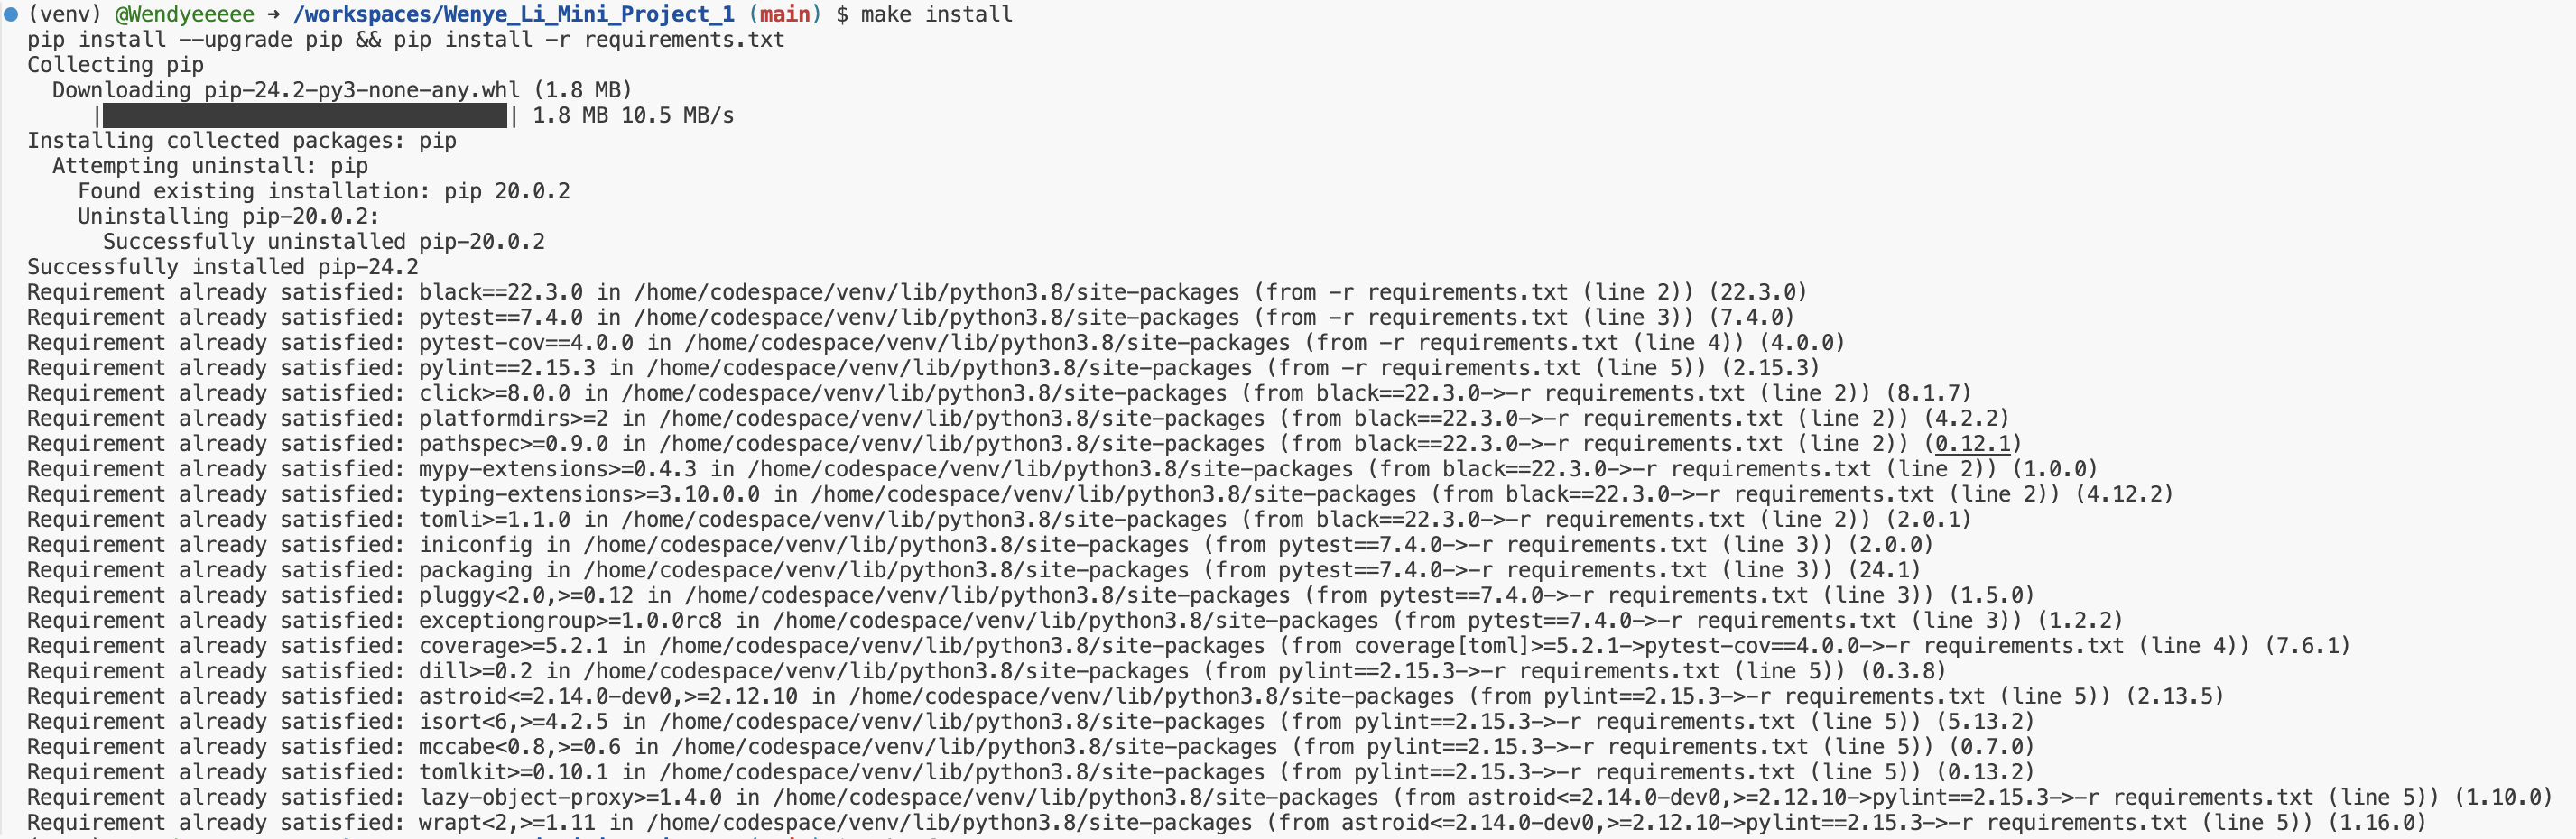 (venv) @Wendyeeeee → /workspaces/Wenye_Li_Mini_Project_1 (main) $ make install
pip install --upgrade pip && pip install -r requirements.txt
Collecting pip
  Downloading pip-24.2-py3-none-any.whl (1.8 MB)
     |████████████████████████████████| 1.8 MB 10.5 MB/s
Installing collected packages: pip
  Attempting uninstall: pip
    Found existing installation: pip 20.0.2
    Uninstalling pip-20.0.2:
      Successfully uninstalled pip-20.0.2
Successfully installed pip-24.2
Requirement already satisfied: black==22.3.0 in /home/codespace/venv/lib/python3.8/site-packages (from -r requirements.txt (line 2)) (22.3.0)
Requirement already satisfied: pytest==7.4.0 in /home/codespace/venv/lib/python3.8/site-packages (from -r requirements.txt (line 3)) (7.4.0)
Requirement already satisfied: pytest-cov==4.0.0 in /home/codespace/venv/lib/python3.8/site-packages (from -r requirements.txt (line 4)) (4.0.0)
Requirement already satisfied: pylint==2.15.3 in /home/codespace/venv/lib/python3.8/site-packages (from -r requirements.txt (line 5)) (2.15.3)
Requirement already satisfied: click>=8.0.0 in /home/codespace/venv/lib/python3.8/site-packages (from black==22.3.0->-r requirements.txt (line 2)) (8.1.7)
Requirement already satisfied: platformdirs>=2 in /home/codespace/venv/lib/python3.8/site-packages (from black==22.3.0->-r requirements.txt (line 2)) (4.2.2)
Requirement already satisfied: pathspec>=0.9.0 in /home/codespace/venv/lib/python3.8/site-packages (from black==22.3.0->-r requirements.txt (line 2)) (0.12.1)
Requirement already satisfied: mypy-extensions>=0.4.3 in /home/codespace/venv/lib/python3.8/site-packages (from black==22.3.0->-r requirements.txt (line 2)) (1.0.0)
Requirement already satisfied: typing-extensions>=3.10.0.0 in /home/codespace/venv/lib/python3.8/site-packages (from black==22.3.0->-r requirements.txt (line 2)) (4.12.2)
Requirement already satisfied: tomli>=1.1.0 in /home/codespace/venv/lib/python3.8/site-packages (from black==22.3.0->-r requirements.txt (line 2)) (2.0.1)
Requirement already satisfied: iniconfig in /home/codespace/venv/lib/python3.8/site-packages (from pytest==7.4.0->-r requirements.txt (line 3)) (2.0.0)
Requirement already satisfied: packaging in /home/codespace/venv/lib/python3.8/site-packages (from pytest==7.4.0->-r requirements.txt (line 3)) (24.1)
Requirement already satisfied: pluggy<2.0,>=0.12 in /home/codespace/venv/lib/python3.8/site-packages (from pytest==7.4.0->-r requirements.txt (line 3)) (1.5.0)
Requirement already satisfied: exceptiongroup>=1.0.0rc8 in /home/codespace/venv/lib/python3.8/site-packages (from pytest==7.4.0->-r requirements.txt (line 3)) (1.2.2)
Requirement already satisfied: coverage>=5.2.1 in /home/codespace/venv/lib/python3.8/site-packages (from coverage[toml]>=5.2.1->pytest-cov==4.0.0->-r requirements.txt (line 4)) (7.6.1)
Requirement already satisfied: dill>=0.2 in /home/codespace/venv/lib/python3.8/site-packages (from pylint==2.15.3->-r requirements.txt (line 5)) (0.3.8)
Requirement already satisfied: astroid<=2.14.0-dev0,>=2.12.10 in /home/codespace/venv/lib/python3.8/site-packages (from pylint==2.15.3->-r requirements.txt (line 5)) (2.13.5)
Requirement already satisfied: isort<6,>=4.2.5 in /home/codespace/venv/lib/python3.8/site-packages (from pylint==2.15.3->-r requirements.txt (line 5)) (5.13.2)
Requirement already satisfied: mccabe<0.8,>=0.6 in /home/codespace/venv/lib/python3.8/site-packages (from pylint==2.15.3->-r requirements.txt (line 5)) (0.7.0)
Requirement already satisfied: tomlkit>=0.10.1 in /home/codespace/venv/lib/python3.8/site-packages (from pylint==2.15.3->-r requirements.txt (line 5)) (0.13.2)
Requirement already satisfied: lazy-object-proxy>=1.4.0 in /home/codespace/venv/lib/python3.8/site-packages (from astroid<=2.14.0-dev0,>=2.12.10->pylint==2.15.3->-r requirements.txt (line 5)) (1.10.0)
Requirement already satisfied: wrapt<2,>=1.11 in /home/codespace/venv/lib/python3.8/site-packages (from astroid<=2.14.0-dev0,>=2.12.10->pylint==2.15.3->-r requirements.txt (line 5)) (1.16.0)